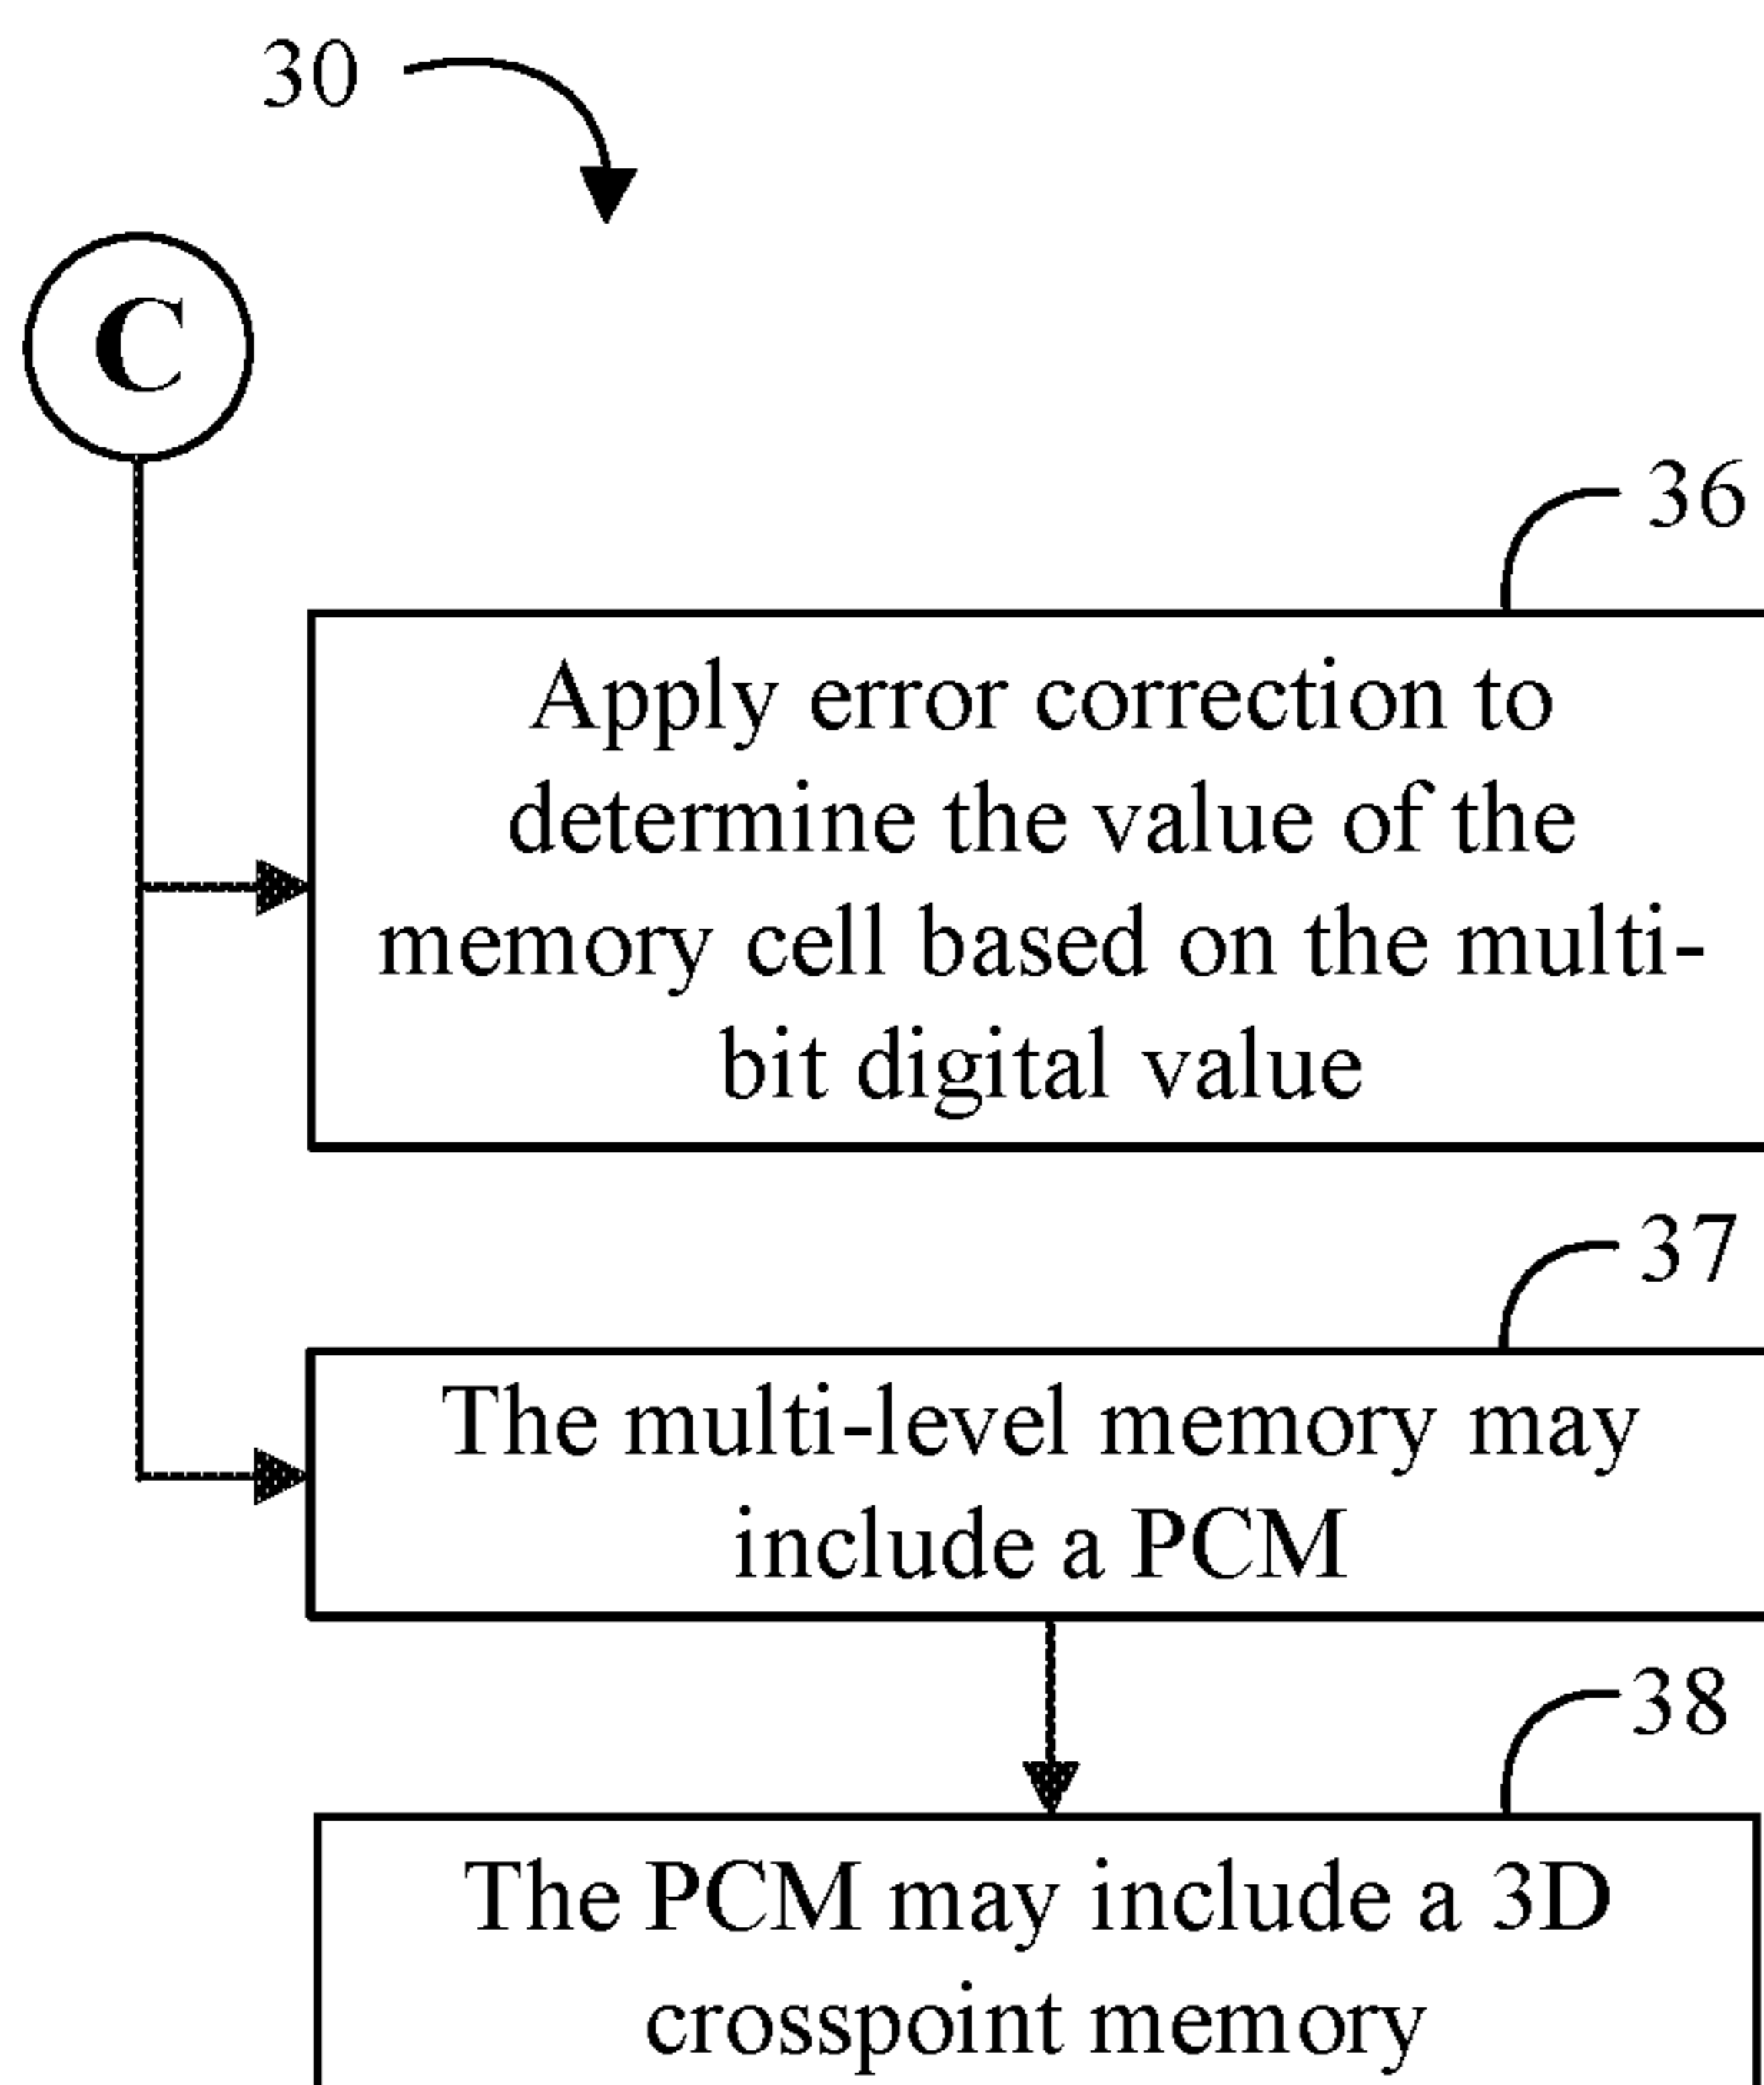 30
C
36
Apply error correction to
determine the value of the
memory cell based on the multi-
bit digital value
37
The multi-level memory may
include a PCM
38
The PCM may include a 3D
crosspoint memory